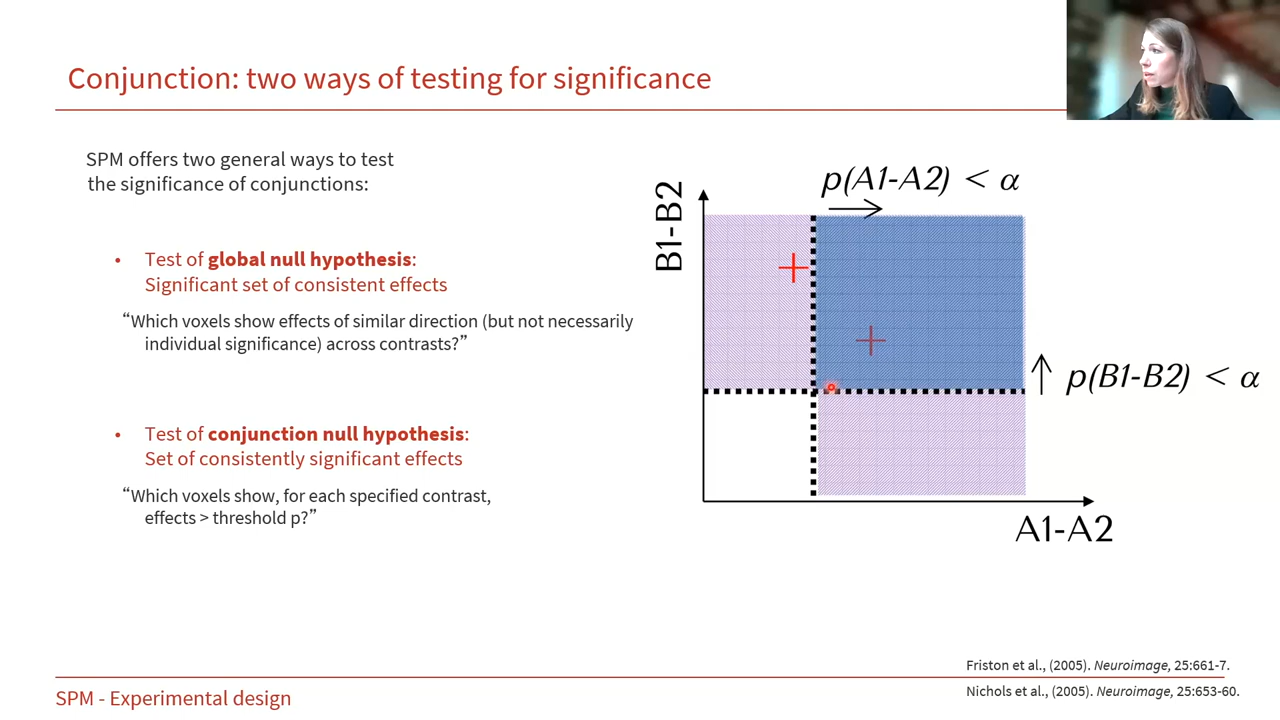 Conjunction: two ways of testing for significance
SPM offers two general ways to test
the significance of conjunctions:
• Test of global null hypothesis:
Significant set of consistent effects
“Which voxels show effects of similar direction (but not necessarily
individual significance) across contrasts?”
• Test of conjunction null hypothesis:
Set of consistently significant effects
“Which voxels show, for each specified contrast,
effects > threshold p?”
p(A1-A2) < α
B1-B2
p(B1-B2) < α
A1-A2
Friston et al., (2005). Neuroimage, 25:661-7.
Nichols et al., (2005). Neuroimage, 25:653-60.
SPM - Experimental design